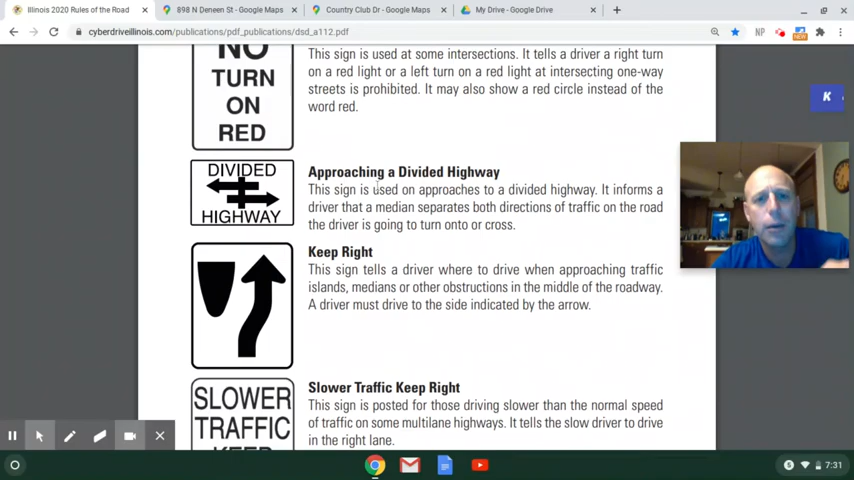 Illinois 2020 Rules of the Road
898 N Deneen St - Google Maps
Country Club Dr - Google Maps
My Drive - Google Drive
cyberdriveillinois.com/publications/pdf_publications/dsd_a112.pdf
NP
NEW
NO
TURN
ON
RED
This sign is used at some intersections. It tells a driver a right turn
on a red light or a left turn on a red light at intersecting one-way
streets is prohibited. It may also show a red circle instead of the
word red.
K
DIVIDED
HIGHWAY
Approaching a Divided Highway
This sign is used on approaches to a divided highway. It informs a
driver that a median separates both directions of traffic on the road
the driver is going to turn onto or cross.
Keep Right
This sign tells a driver where to drive when approaching traffic
islands, medians or other obstructions in the middle of the roadway.
A driver must drive to the side indicated by the arrow.
SLOWER
TRAFFIC
KEEP
Slower Traffic Keep Right
This sign is posted for those driving slower than the normal speed
of traffic on some multilane highways. It tells the slow driver to drive
in the right lane.
7:31